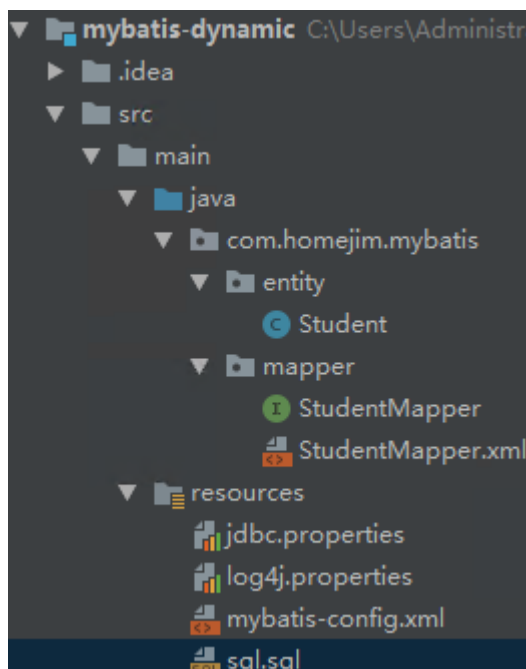 mybatis-dynamic C:\Users\Administr
.idea
src
main
java
com.homejim.mybatis
entity
C Student
mapper
I StudentMapper
StudentMapper.xml
resources
jdbc.properties
log4j.properties
mybatis-config.xml
sql.sql